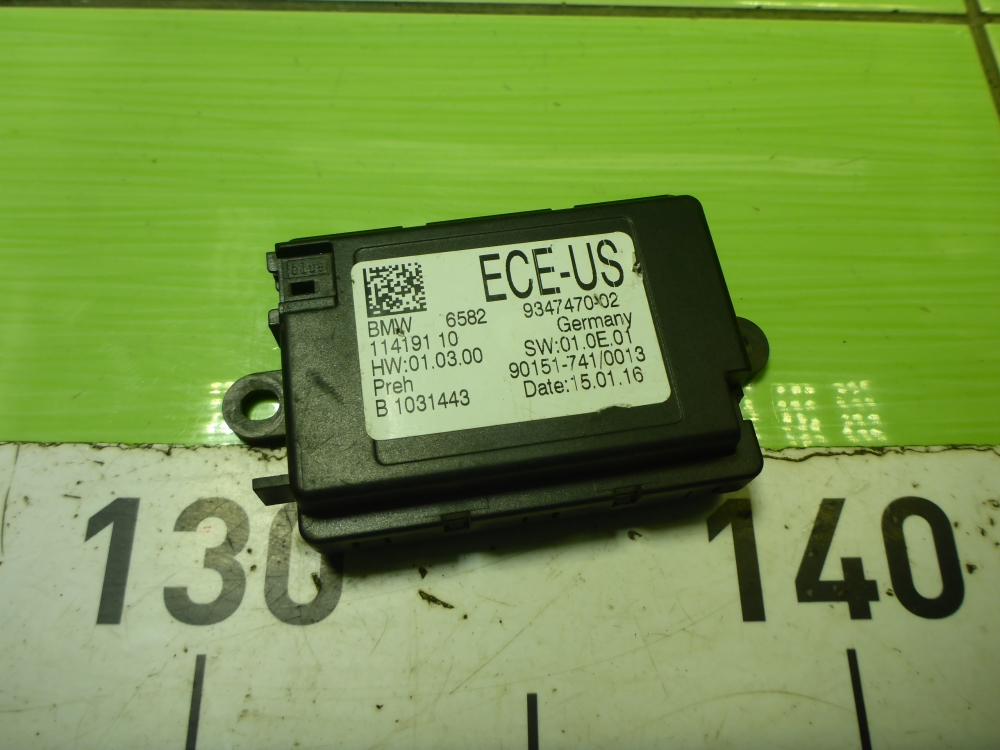 ECE-US
BMW 6582 9347470-02
114191 10 Germany
HW:01.03.00 SW:01.0E.01
Preh 90151-741/0013
B 1031443 Date:15.01.16
130 140